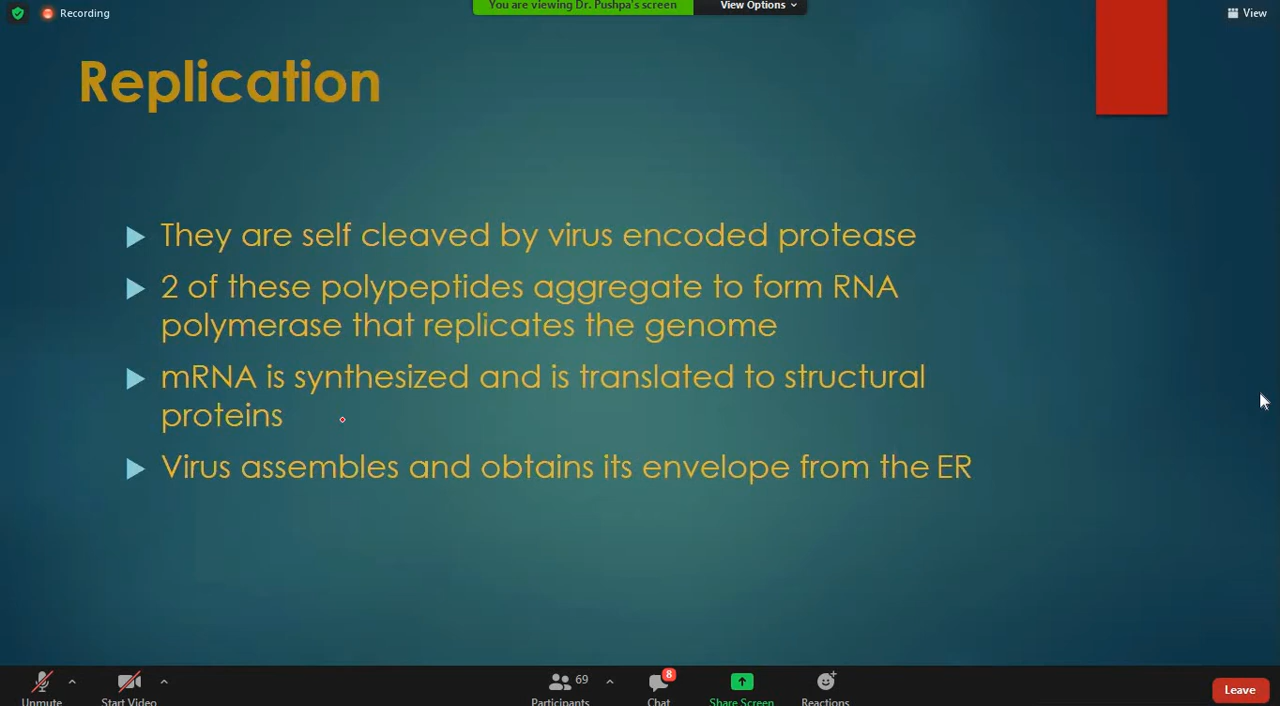 Recording
You are viewing Dr. Pushpa's screen
View Options
View
Replication
They are self cleaved by virus encoded protease
2 of these polypeptides aggregate to form RNA
polymerase that replicates the genome
mRNA is synthesized and is translated to structural
proteins
Virus assembles and obtains its envelope from the ER
Unmute
Start Video
69
Participants
8
Chat
Share Screen
Reactions
Leave